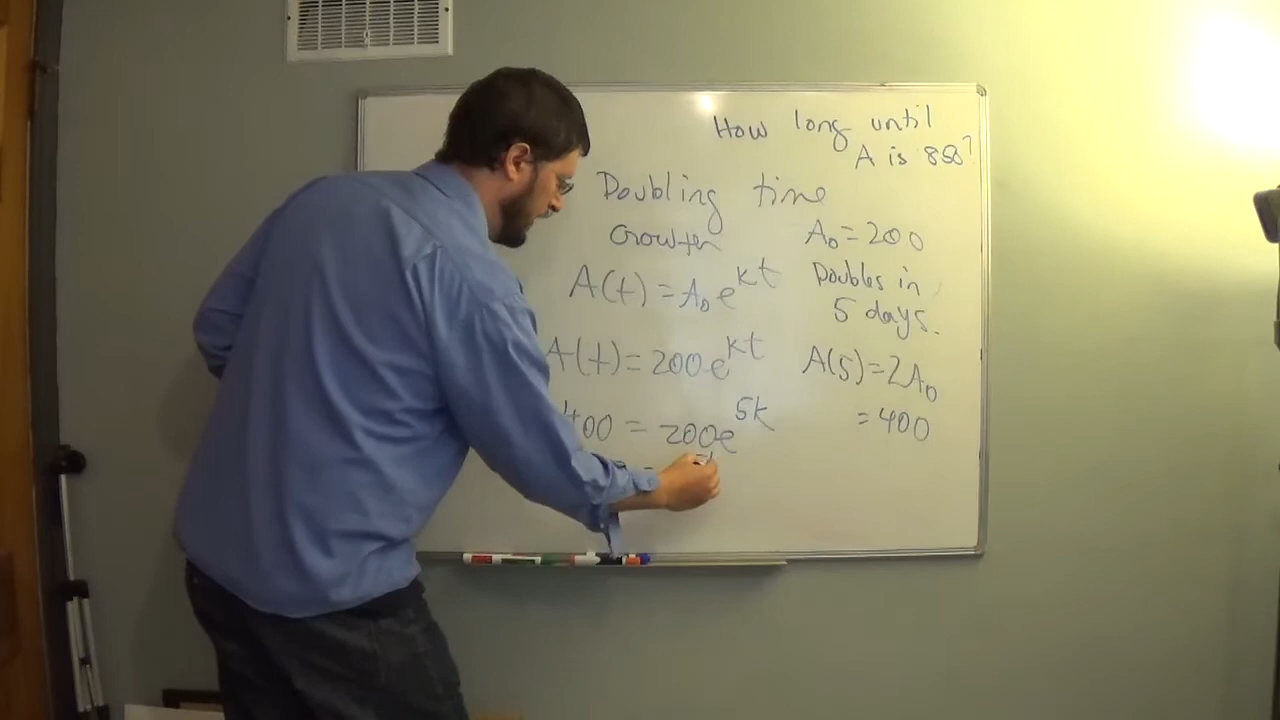 How long until
A is 850?
Doubling time
Growth
A₀=200
A(t)=A₀e^kt
Doubles in
5 days.
A(t)=200e^kt
A(5)=2A₀
400 = 200e^5k
=400
=